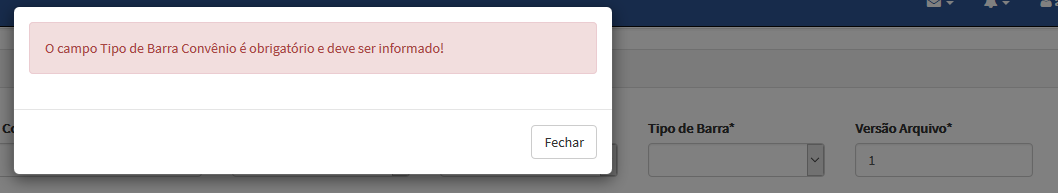 O campo Tipo de Barra Convênio é obrigatório e deve ser informado!
Fechar
Tipo de Barra*
Versão Arquivo*
1